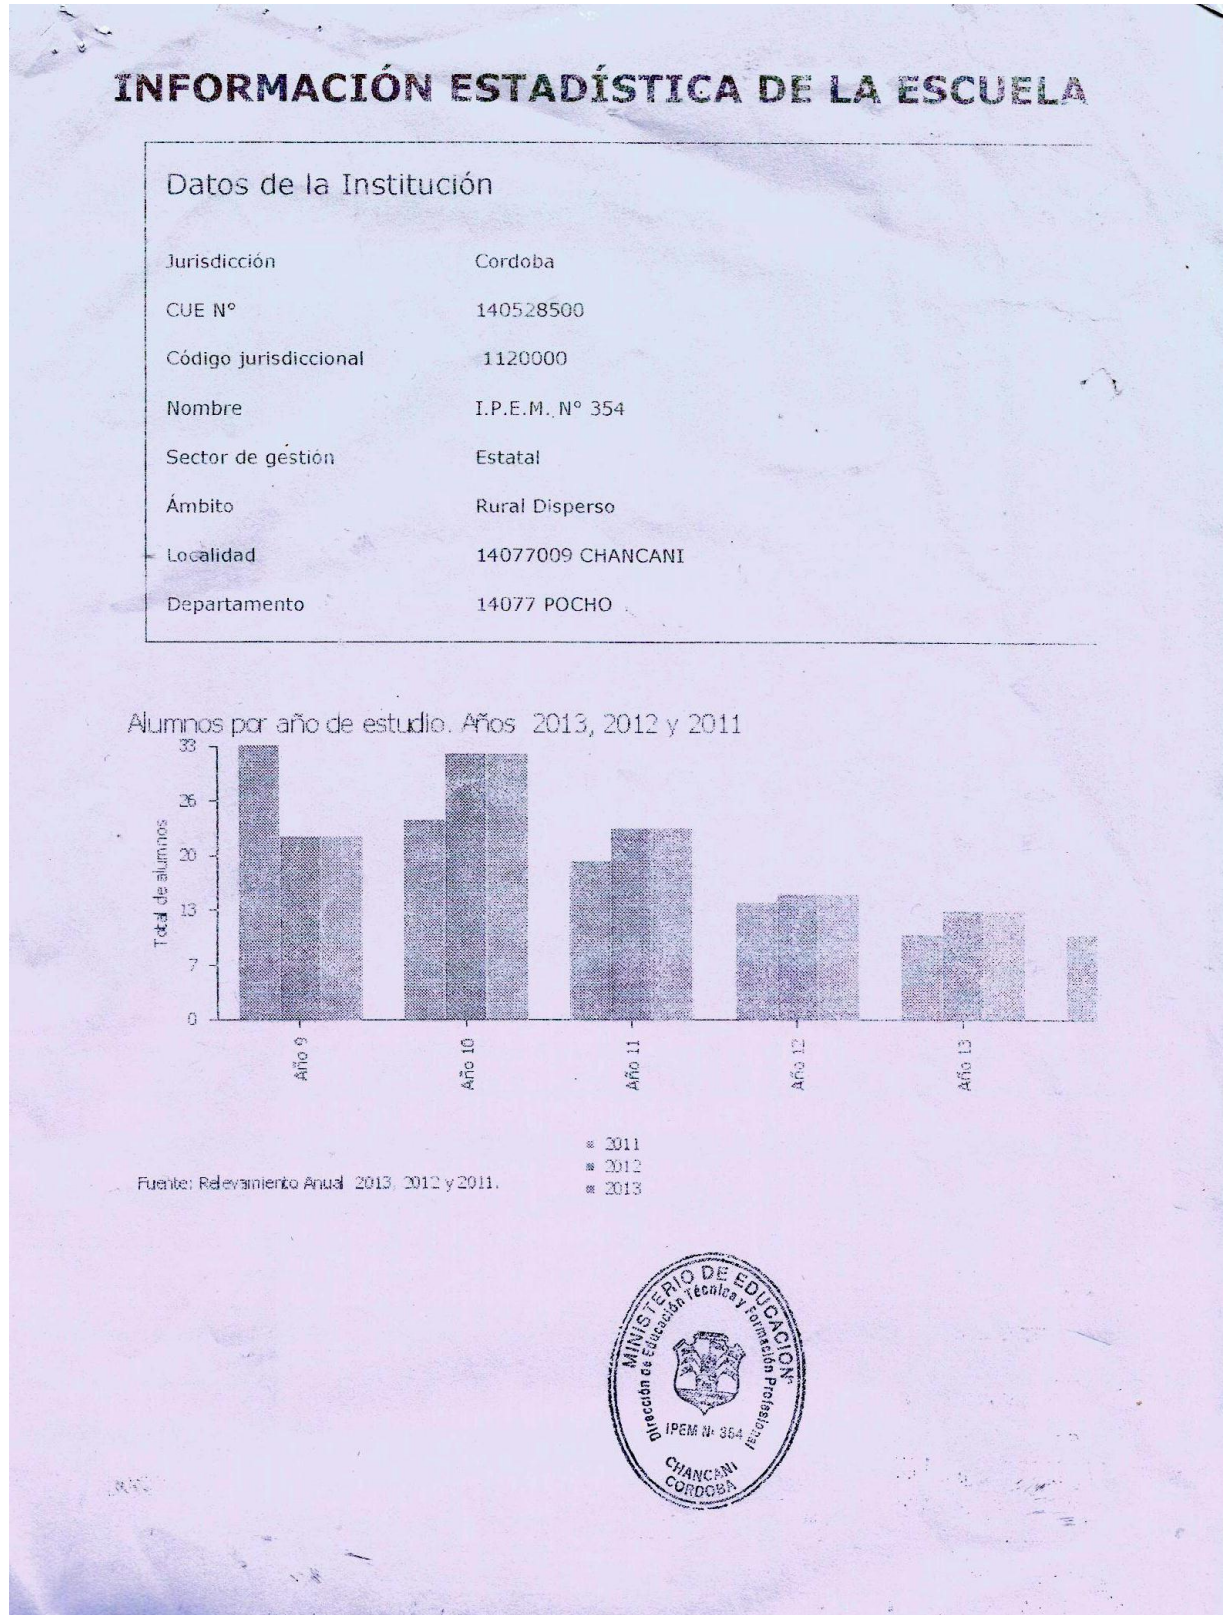 INFORMACIÓN ESTADÍSTICA DE LA ESCUELA
Datos de la Institución
Jurisdicción Cordoba
CUE Nº 140528500
Código jurisdiccional 1120000
Nombre I.P.E.M. Nº 354
Sector de gestión Estatal
Ámbito Rural Disperso
Localidad 14077009 CHANCANI
Departamento 14077 POCHO
Alumnos por año de estudio. Años 2013, 2012 y 2011
Total de alumnos
33
26
20
13
7
0
Año 9
Año 10
Año 11
Año 12
Año 13
2011
2012
2013
Fuente: Relevamiento Anual 2013, 2012 y 2011.
MINISTERIO DE EDUCACION
Dirección de Educación Técnica y Formación Profesional
IPEM Nº 354
CHANCANI
CORDOBA